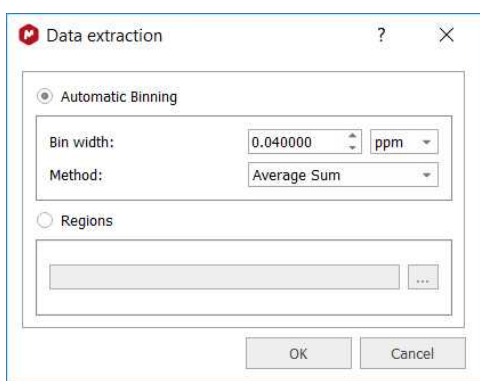 Data extraction ?
Automatic Binning
Bin width: 0.040000 ppm
Method: Average Sum
Regions
...
OK Cancel